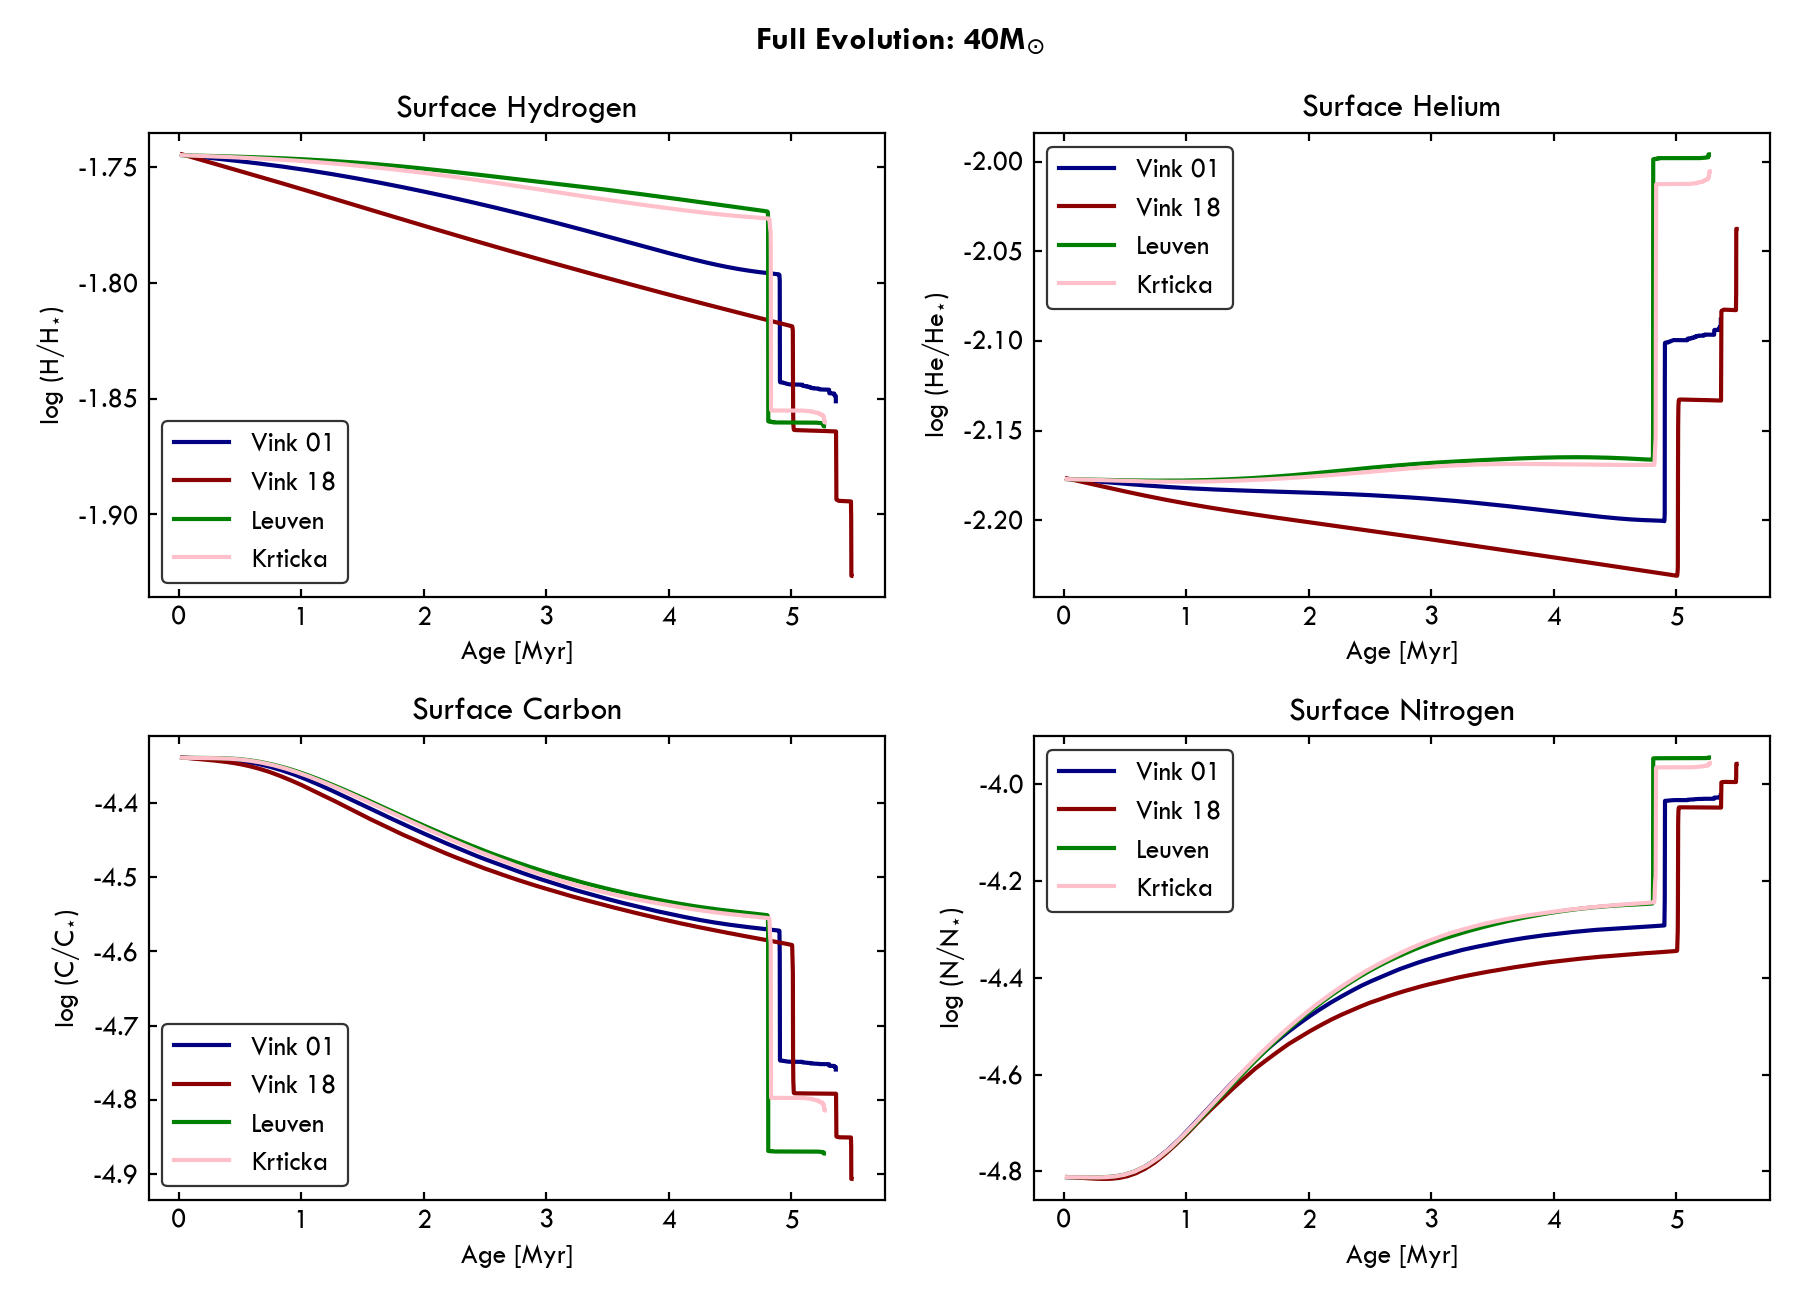 Full Evolution: 40M⊙
Surface Hydrogen
-1.75
-1.80
-1.85
-1.90
log (H/H⋆)
Vink 01
Vink 18
Leuven
Krticka
0 1 2 3 4 5
Age [Myr]
Surface Helium
-2.00
-2.05
-2.10
-2.15
-2.20
log (He/He⋆)
Vink 01
Vink 18
Leuven
Krticka
0 1 2 3 4 5
Age [Myr]
Surface Carbon
-4.4
-4.5
-4.6
-4.7
-4.8
-4.9
log (C/C⋆)
Vink 01
Vink 18
Leuven
Krticka
0 1 2 3 4 5
Age [Myr]
Surface Nitrogen
-4.0
-4.2
-4.4
-4.6
-4.8
log (N/N⋆)
Vink 01
Vink 18
Leuven
Krticka
0 1 2 3 4 5
Age [Myr]